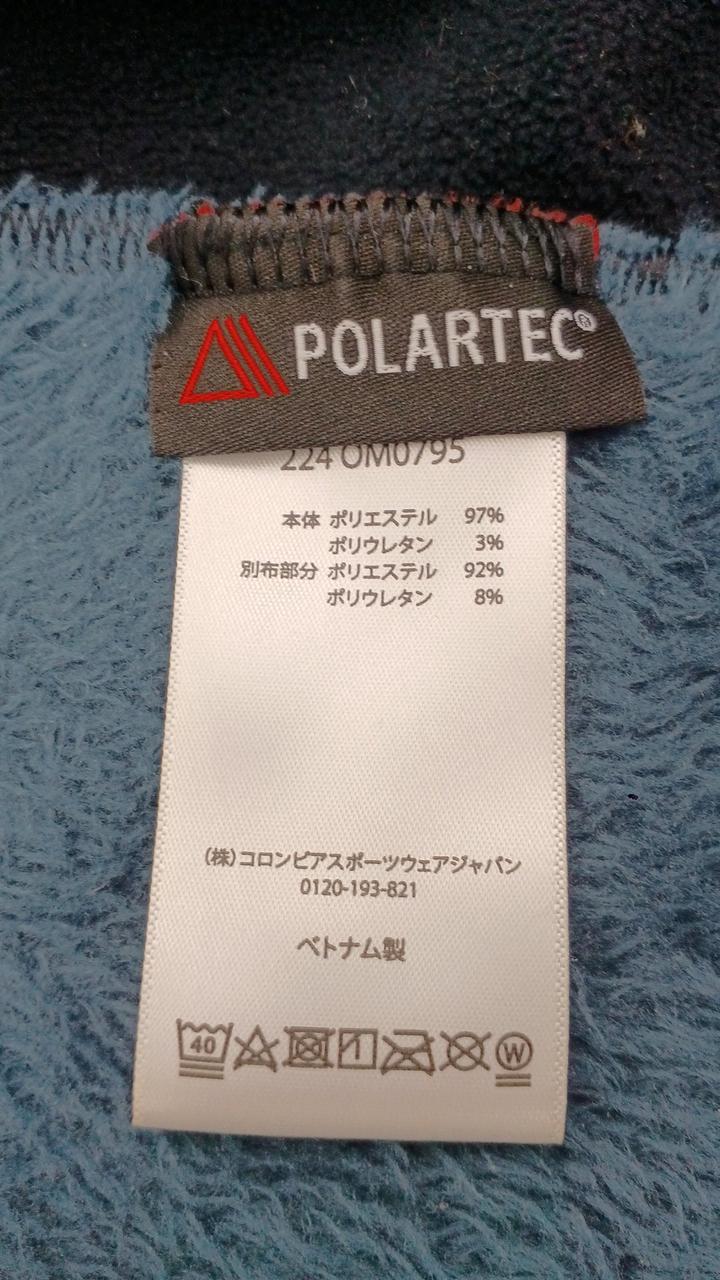 POLARTEC®
224 OM0795
本体 ポリエステル 97%
ポリウレタン 3%
別布部分 ポリエステル 92%
ポリウレタン 8%
(株)コロンビアスポーツウェアジャパン
0120-193-821
ベトナム製
40 W